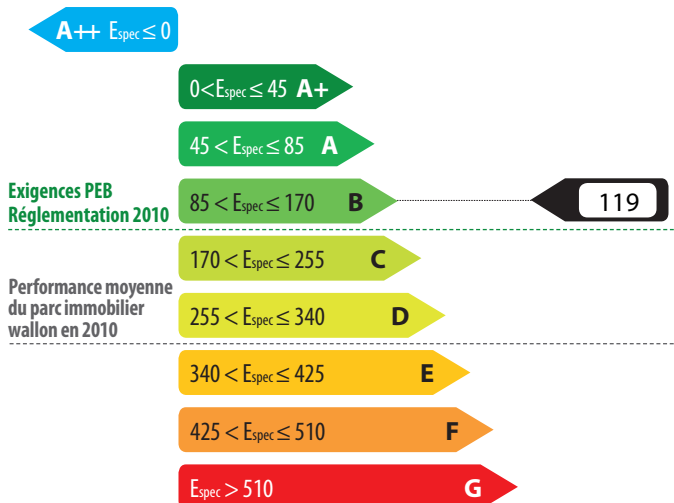 A++ Espec ≤ 0
0<Espec ≤ 45 A+
45 < Espec ≤ 85 A
Exigences PEB
Réglementation 2010
85 < Espec ≤ 170 B
119
170 < Espec ≤ 255 C
Performance moyenne
du parc immobilier
wallon en 2010
255 < Espec ≤ 340 D
340 < Espec ≤ 425 E
425 < Espec ≤ 510 F
Espec > 510 G